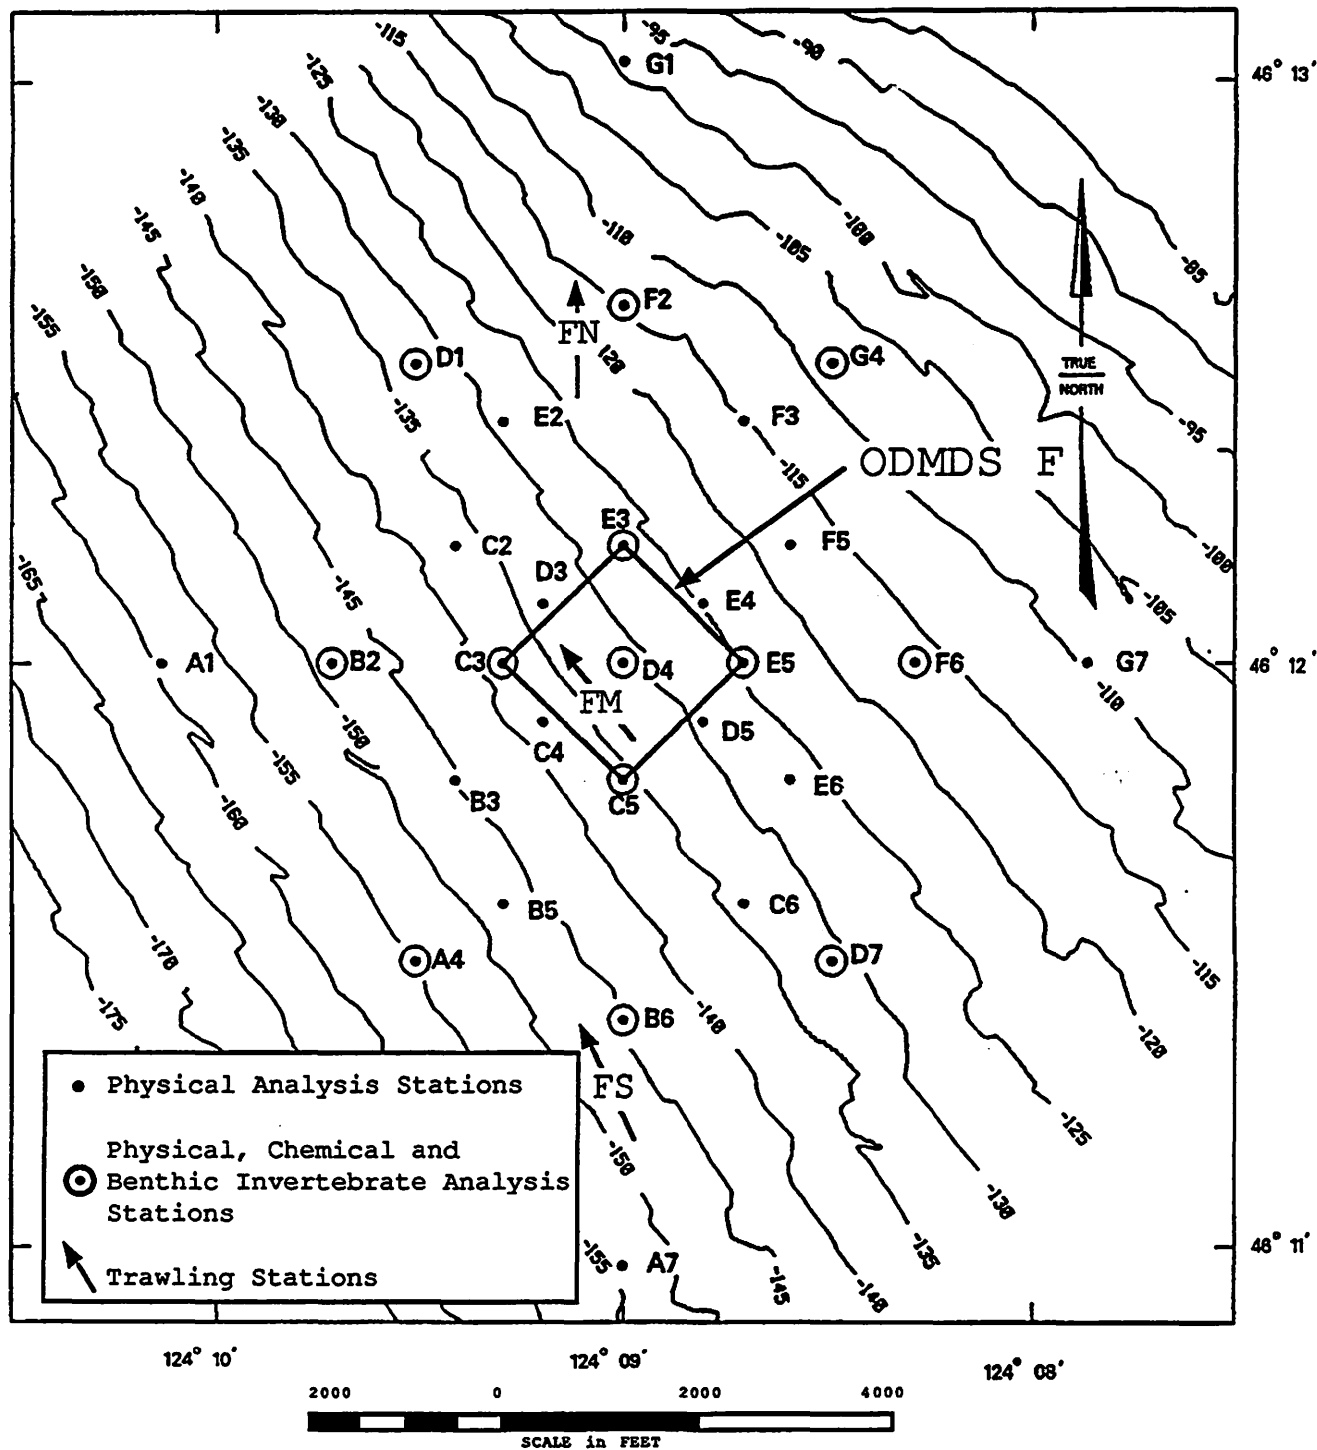 -115
-95
-90
G1
46° 13'
-125
-130
-135
-140
-145
-150
-155
-110
-105
-100
-85
F2
FN
120
D1
G4
TRUE
NORTH
-135
E2
F3
-95
-115
ODMDS F
E3
C2
F5
-100
D3
-165
-145
E4
-105
A1
B2
C3
D4
E5
F6
G7
46° 12'
FM
-110
-150
C4
D5
-155
B3
C5
E6
-160
B5
C6
-170
A4
D7
-115
-175
B6
-140
-120
FS
-125
-150
-130
-155
A7
-135
46° 11'
-145
-140
Physical Analysis Stations
Physical, Chemical and
Benthic Invertebrate Analysis
Stations
Trawling Stations
124° 10'
124° 09'
124° 08'
2000 0 2000 4000
SCALE in FEET